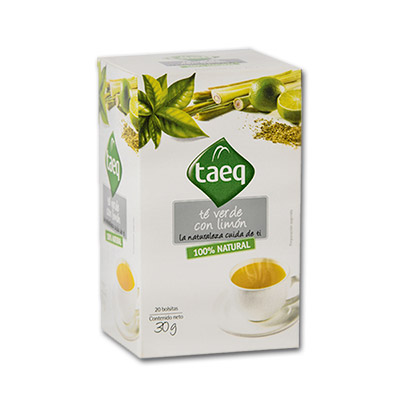 taeq
té verde
con limón
la naturaleza cuida de ti
100% NATURAL
20 bolsitas
Contenido neto
30g